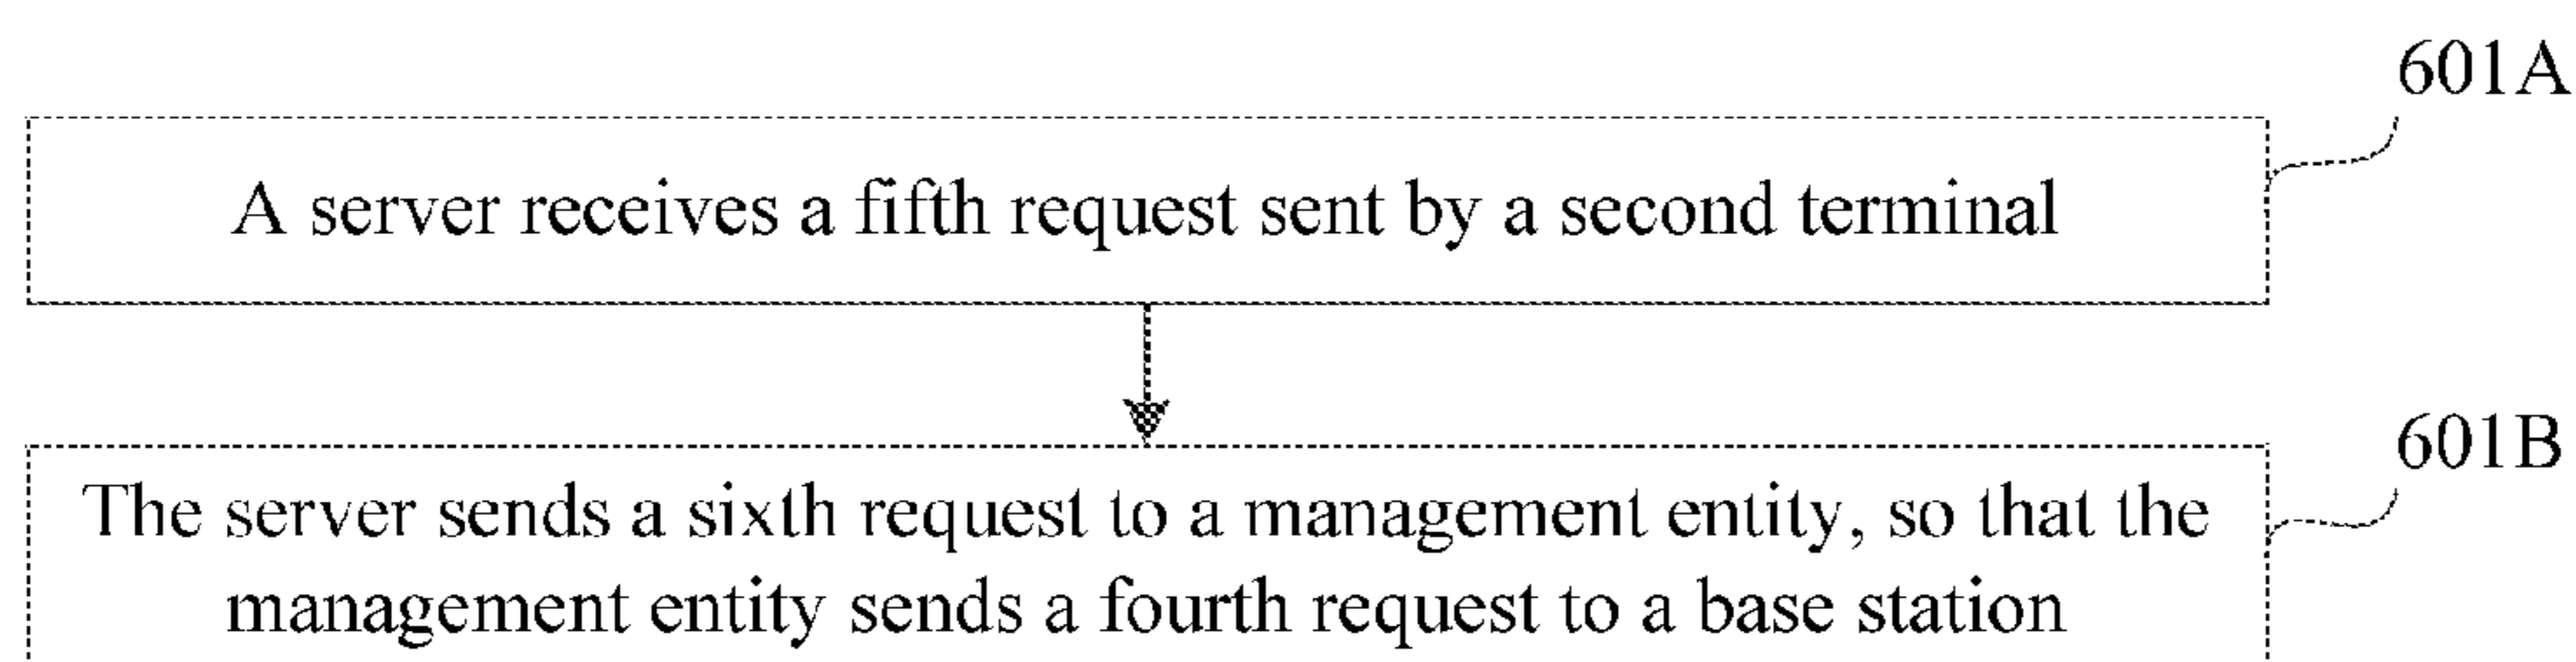 601A
A server receives a fifth request sent by a second terminal
601B
The server sends a sixth request to a management entity, so that the
management entity sends a fourth request to a base station